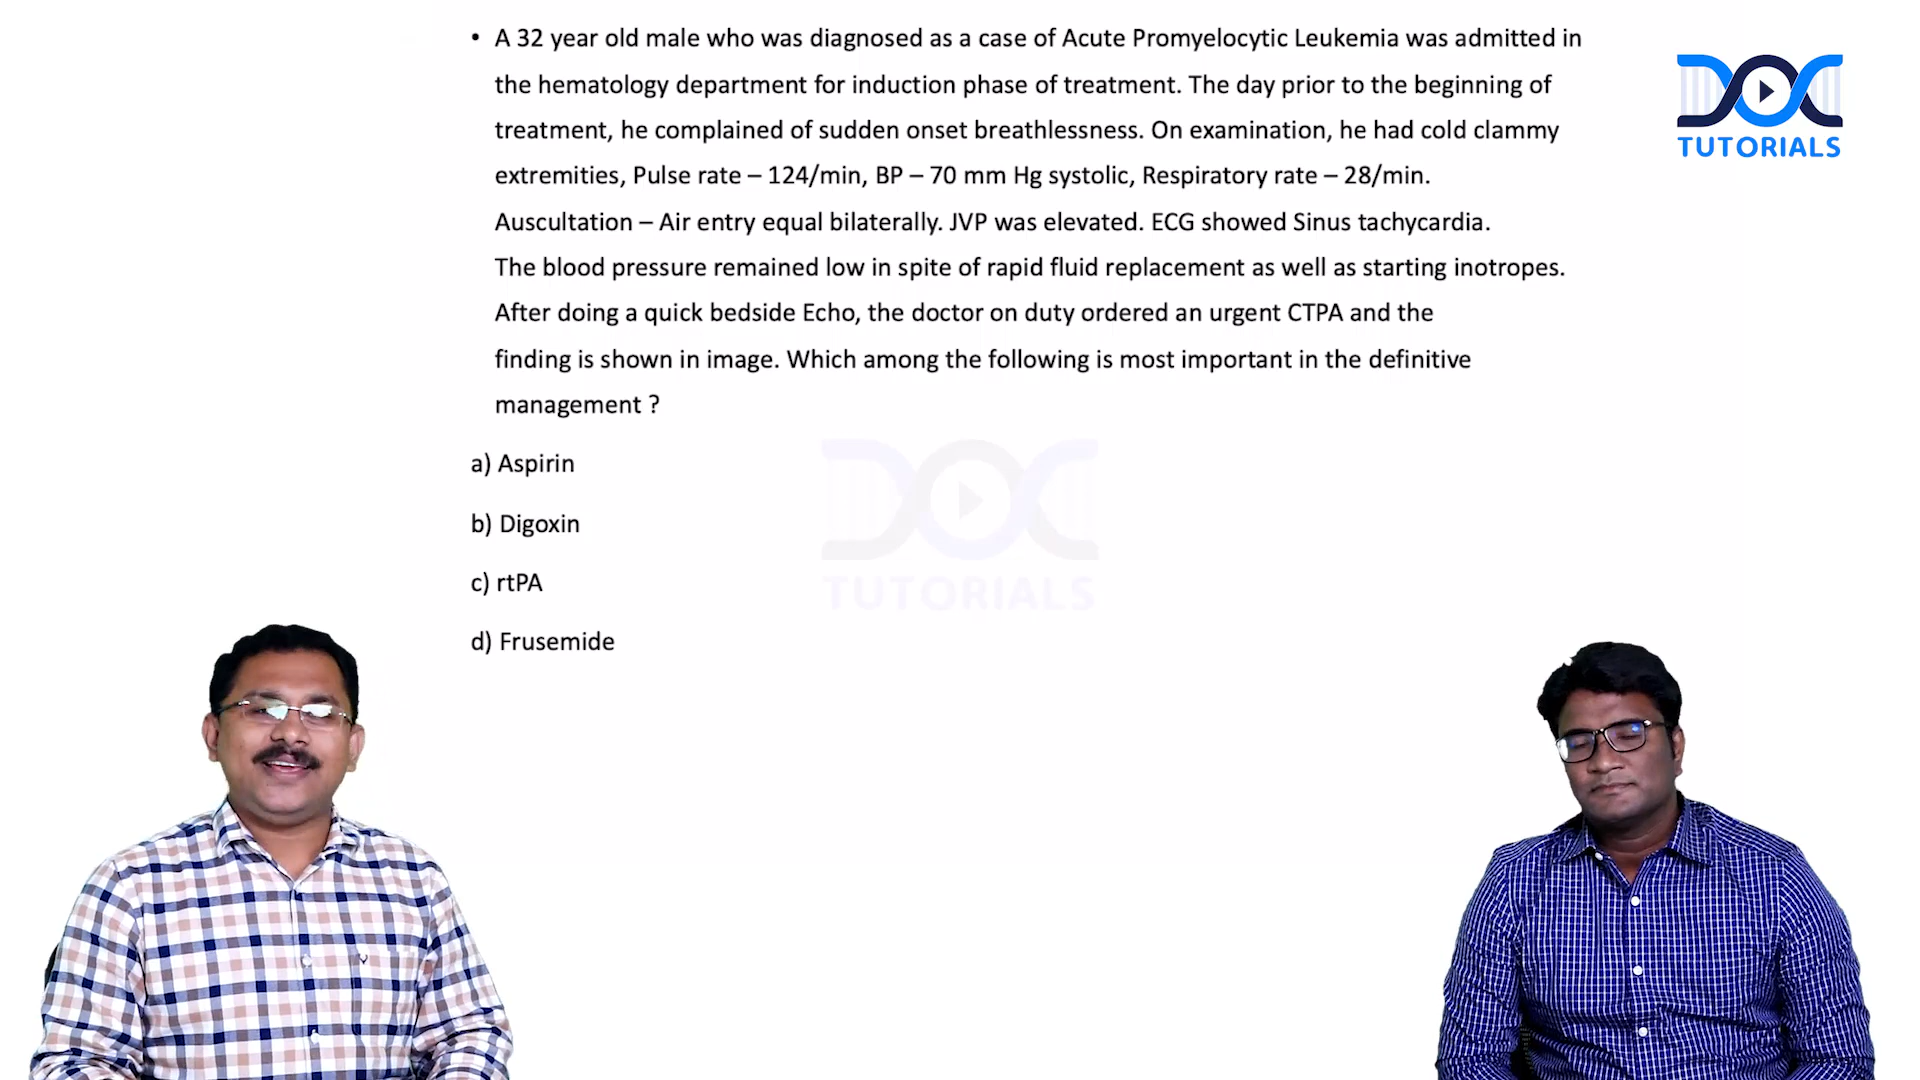 • A 32 year old male who was diagnosed as a case of Acute Promyelocytic Leukemia was admitted in
the hematology department for induction phase of treatment. The day prior to the beginning of
treatment, he complained of sudden onset breathlessness. On examination, he had cold clammy
extremities, Pulse rate – 124/min, BP – 70 mm Hg systolic, Respiratory rate – 28/min.
Auscultation – Air entry equal bilaterally. JVP was elevated. ECG showed Sinus tachycardia.
The blood pressure remained low in spite of rapid fluid replacement as well as starting inotropes.
After doing a quick bedside Echo, the doctor on duty ordered an urgent CTPA and the
finding is shown in image. Which among the following is most important in the definitive
management ?
a) Aspirin
b) Digoxin
c) rtPA
d) Frusemide
DOC
TUTORIALS
DOC
TUTORIALS